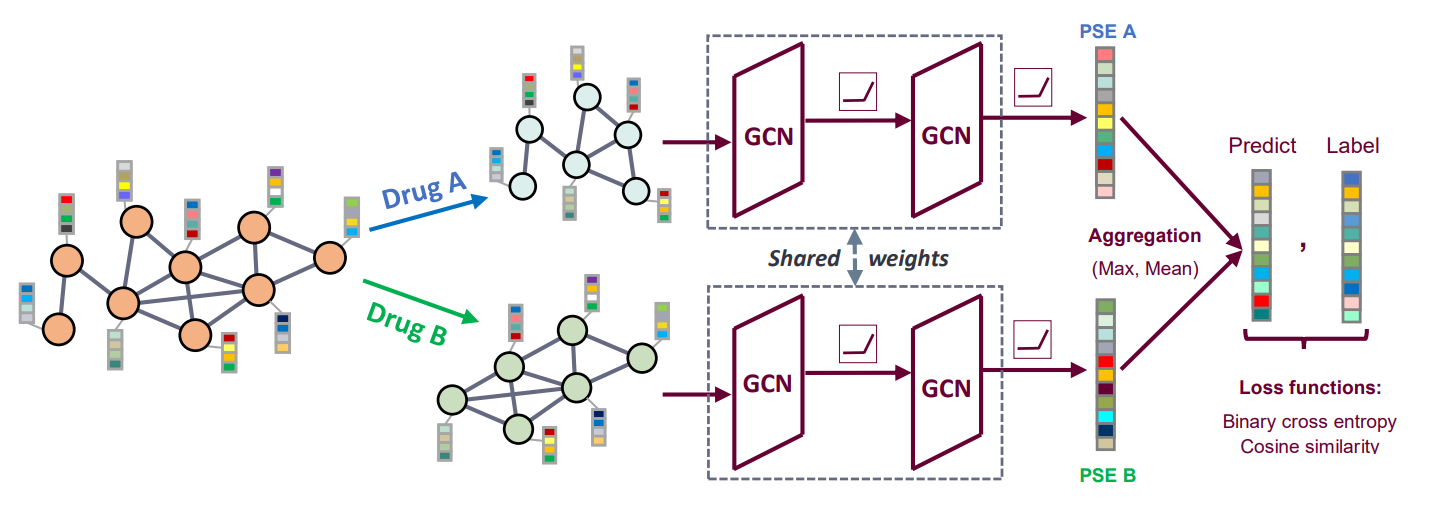 Drug A
Drug B
GCN
GCN
Shared weights
GCN
GCN
PSE A
Aggregation
(Max, Mean)
PSE B
Predict
,
Label
Loss functions:
Binary cross entropy
Cosine similarity